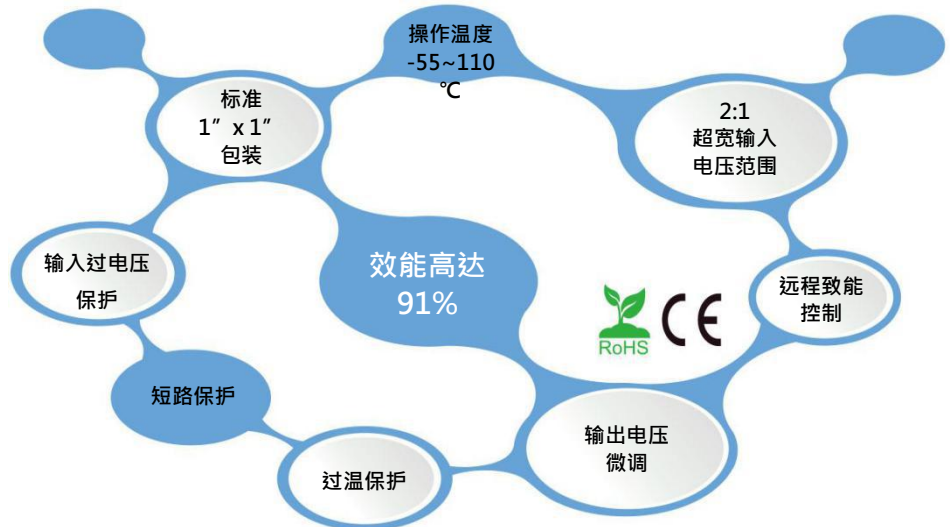 操作温度
-55~110
℃
标准
1” x 1”
包装
2:1
超宽输入
电压范围
输入过电压
保护
效能高达
91%
远程致能
控制
RoHS
CE
短路保护
输出电压
微调
过温保护